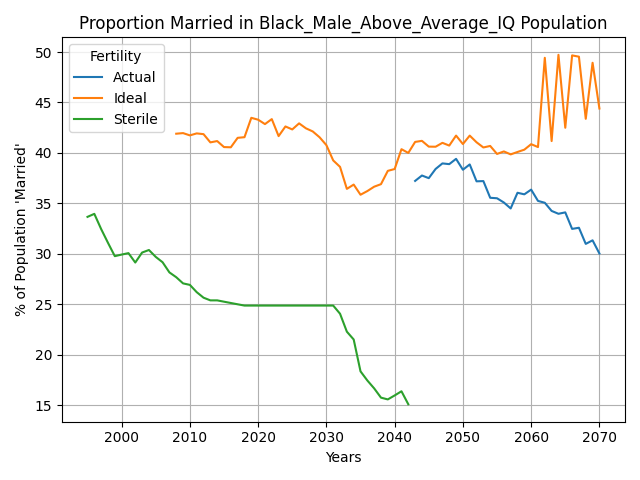 Proportion Married in Black_Male_Above_Average_IQ Population
Fertility
Actual
Ideal
Sterile
% of Population 'Married'
50
45
40
35
30
25
20
15
2000 2010 2020 2030 2040 2050 2060 2070
Years